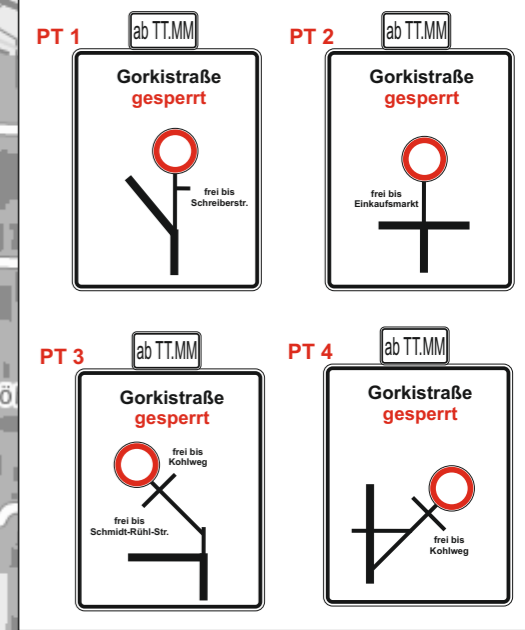 PT 1
ab TT.MM
Gorkistraße
gesperrt
frei bis
Schreiberstr.
PT 2
ab TT.MM
Gorkistraße
gesperrt
frei bis
Einkaufsmarkt
PT 3
ab TT.MM
Gorkistraße
gesperrt
frei bis
Kohlweg
frei bis
Schmidt-Rühl-Str.
PT 4
ab TT.MM
Gorkistraße
gesperrt
frei bis
Kohlweg